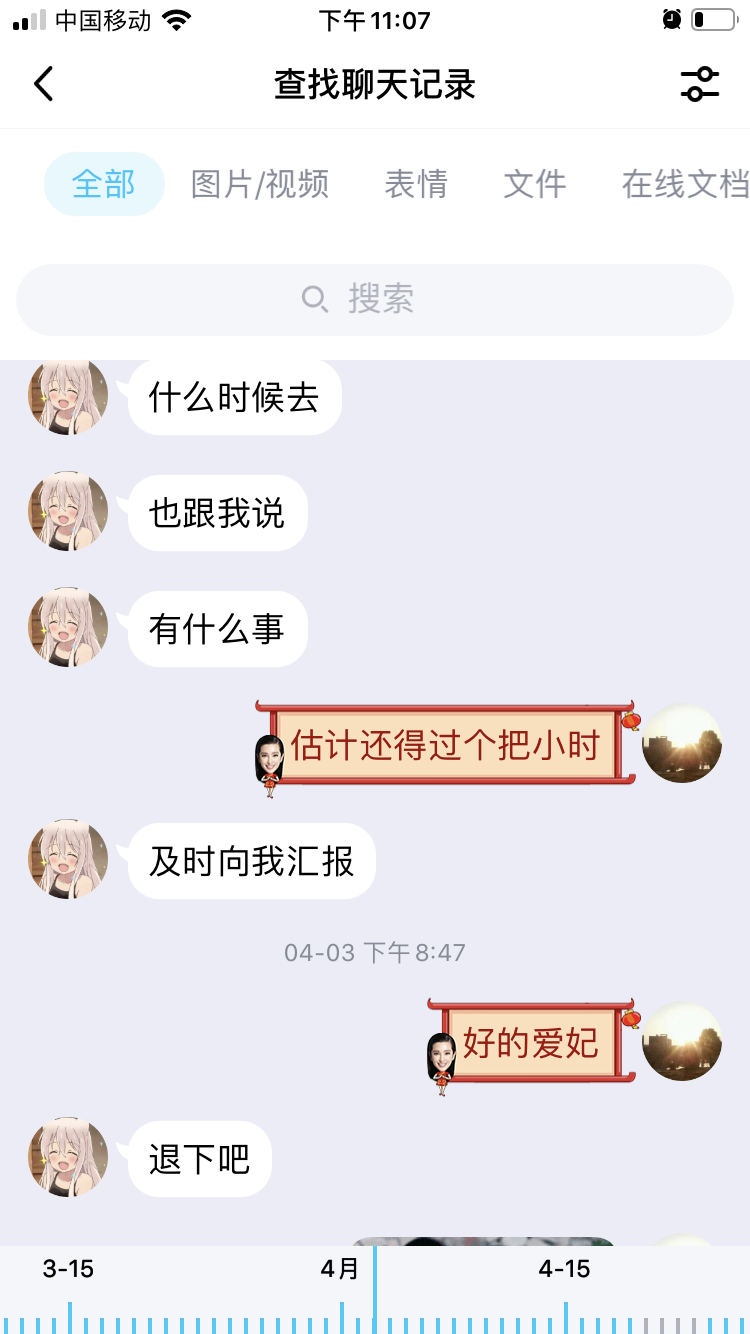 中国移动 下午11:07
查找聊天记录
全部 图片/视频 表情 文件 在线文档
搜索
什么时候去
也跟我说
有什么事
估计还得过个把小时
及时向我汇报
04-03 下午8:47
好的爱妃
退下吧
3-15 4月 4-15